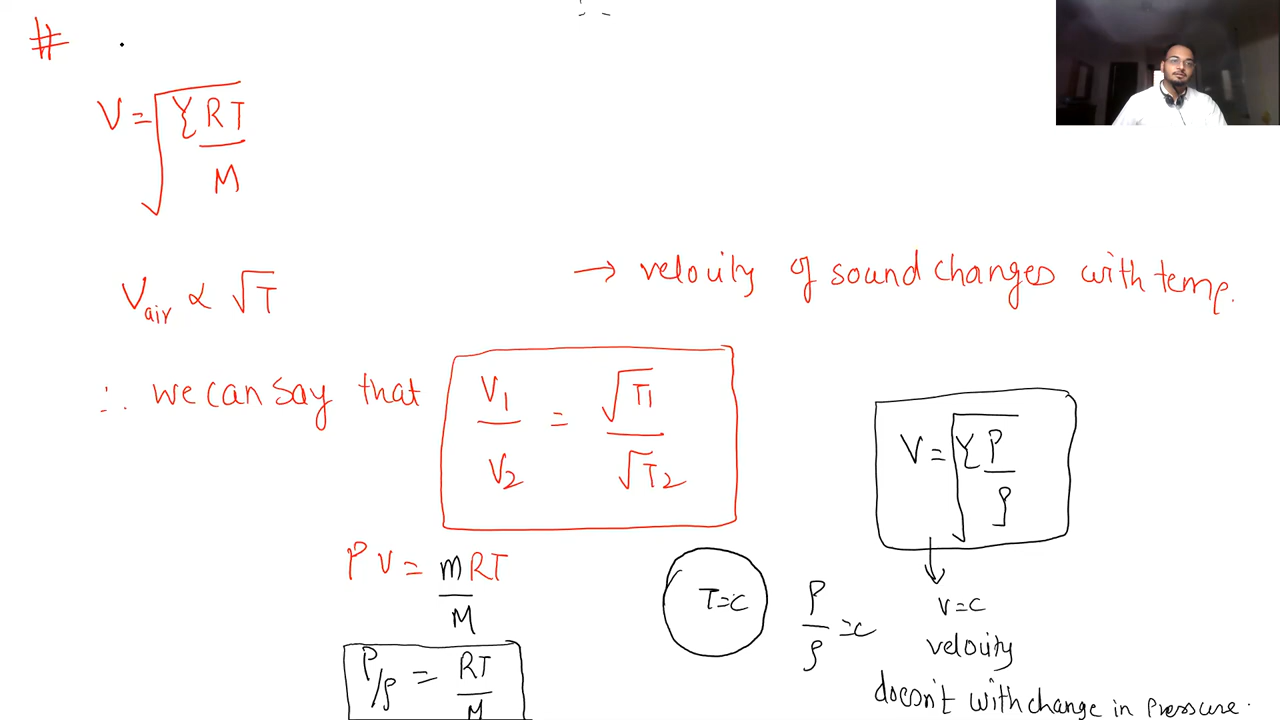 #
V = √γRT/M
V air ∝ √T
→ velocity of sound changes with temp.
∴ we can say that V1/V2 = √T1/√T2
V = √γP/ρ
PV = mRT/M
T=c P/ρ = c
v=c
velocity
doesn't with change in pressure.
P/ρ = RT/M